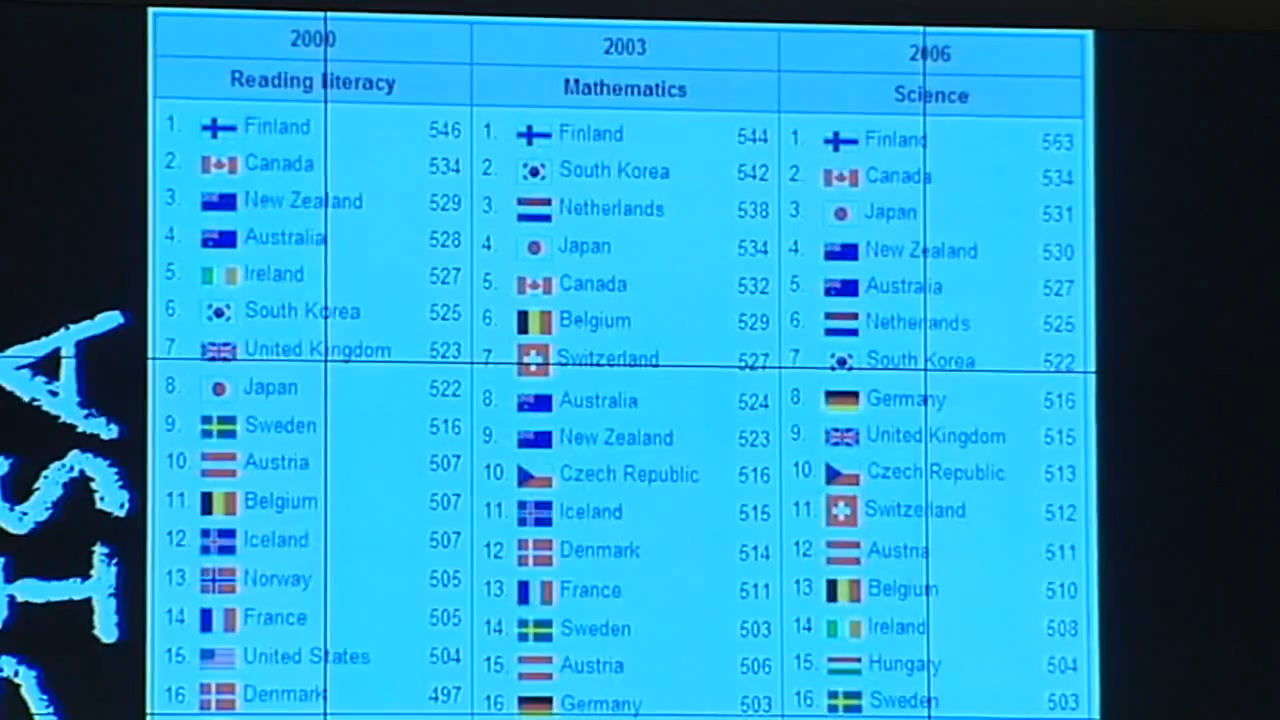 2000 2003 2006
Reading literacy Mathematics Science
1. Finland 546 1. Finland 544 1 Finland 563
2. Canada 534 2. South Korea 542 2. Canada 534
3. New Zealand 529 3. Netherlands 538 3. Japan 531
4. Australia 528 4. Japan 534 4. New Zealand 530
5. Ireland 527 5. Canada 532 5. Australia 527
6. South Korea 525 6. Belgium 529 6. Netherlands 525
7. United Kingdom 523 7. Switzerland 527 7 South Korea 522
8. Japan 522 8. Australia 524 8. Germany 516
9. Sweden 516 9. New Zealand 523 9. United Kingdom 515
10. Austria 507 10. Czech Republic 516 10. Czech Republic 513
11. Belgium 507 11. Iceland 515 11. Switzerland 512
12. Iceland 507 12. Denmark 514 12. Austria 511
13. Norway 505 13. France 511 13. Belgium 510
14 France 505 14. Sweden 503 14 Ireland 508
15. United States 504 15. Austria 506 15. Hungary 504
16. Denmark 497 16. Germany 503 16. Sweden 503